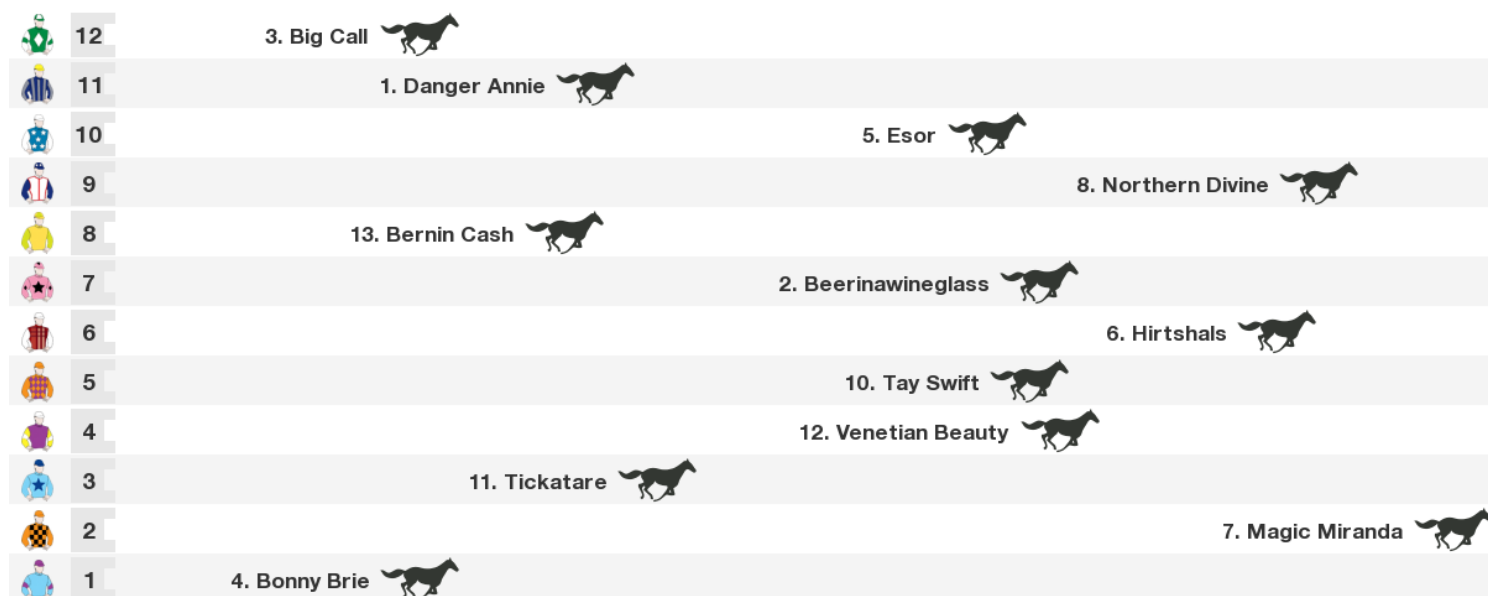 12 3. Big Call
11 1. Danger Annie
10 5. Esor
9 8. Northern Divine
8 13. Bernin Cash
7 2. Beerinawineglass
6 6. Hirtshals
5 10. Tay Swift
4 12. Venetian Beauty
3 11. Tickatare
2 7. Magic Miranda
1 4. Bonny Brie